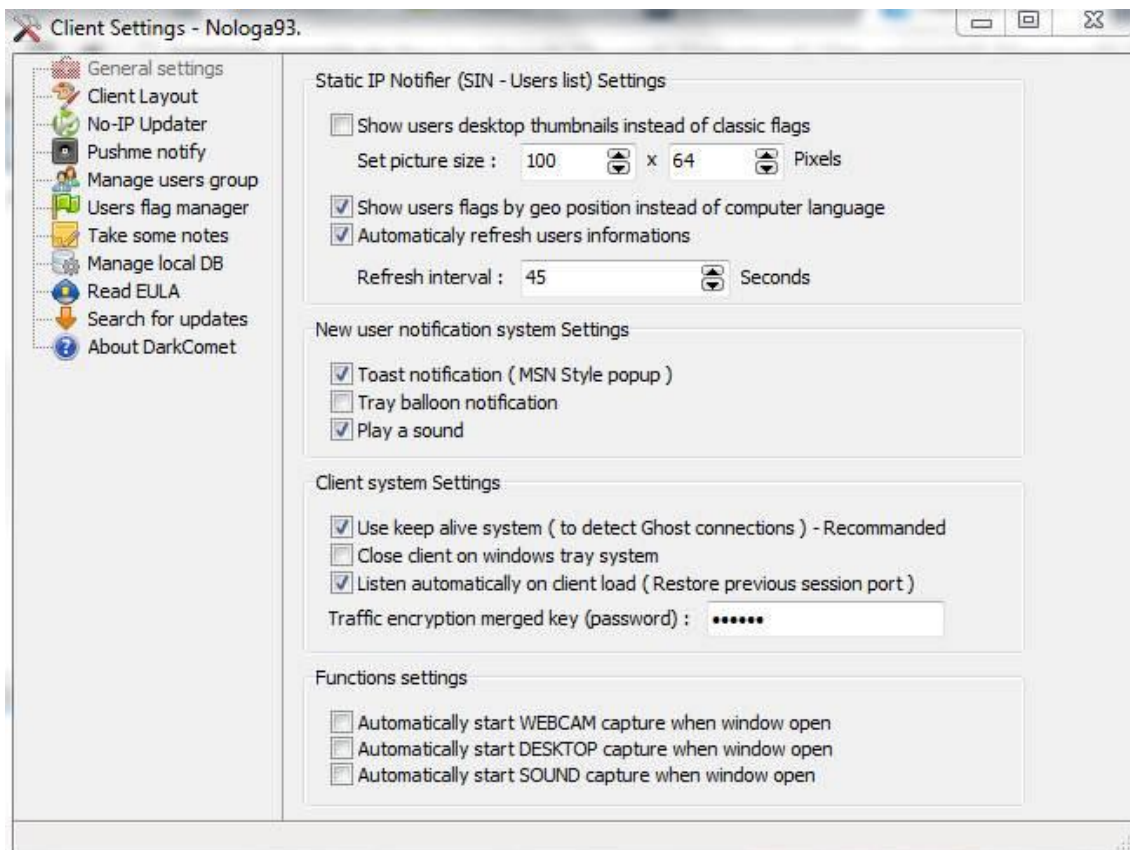 Client Settings - Nologa93.
General settings
Client Layout
No-IP Updater
Pushme notify
Manage users group
Users flag manager
Take some notes
Manage local DB
Read EULA
Search for updates
About DarkComet
Static IP Notifier (SIN - Users list) Settings
Show users desktop thumbnails instead of classic flags
Set picture size : 100 x 64 Pixels
Show users flags by geo position instead of computer language
Automaticaly refresh users informations
Refresh interval : 45 Seconds
New user notification system Settings
Toast notification ( MSN Style popup )
Tray balloon notification
Play a sound
Client system Settings
Use keep alive system ( to detect Ghost connections ) - Recommanded
Close client on windows tray system
Listen automatically on client load ( Restore previous session port )
Traffic encryption merged key (password) : ••••••
Functions settings
Automatically start WEBCAM capture when window open
Automatically start DESKTOP capture when window open
Automatically start SOUND capture when window open